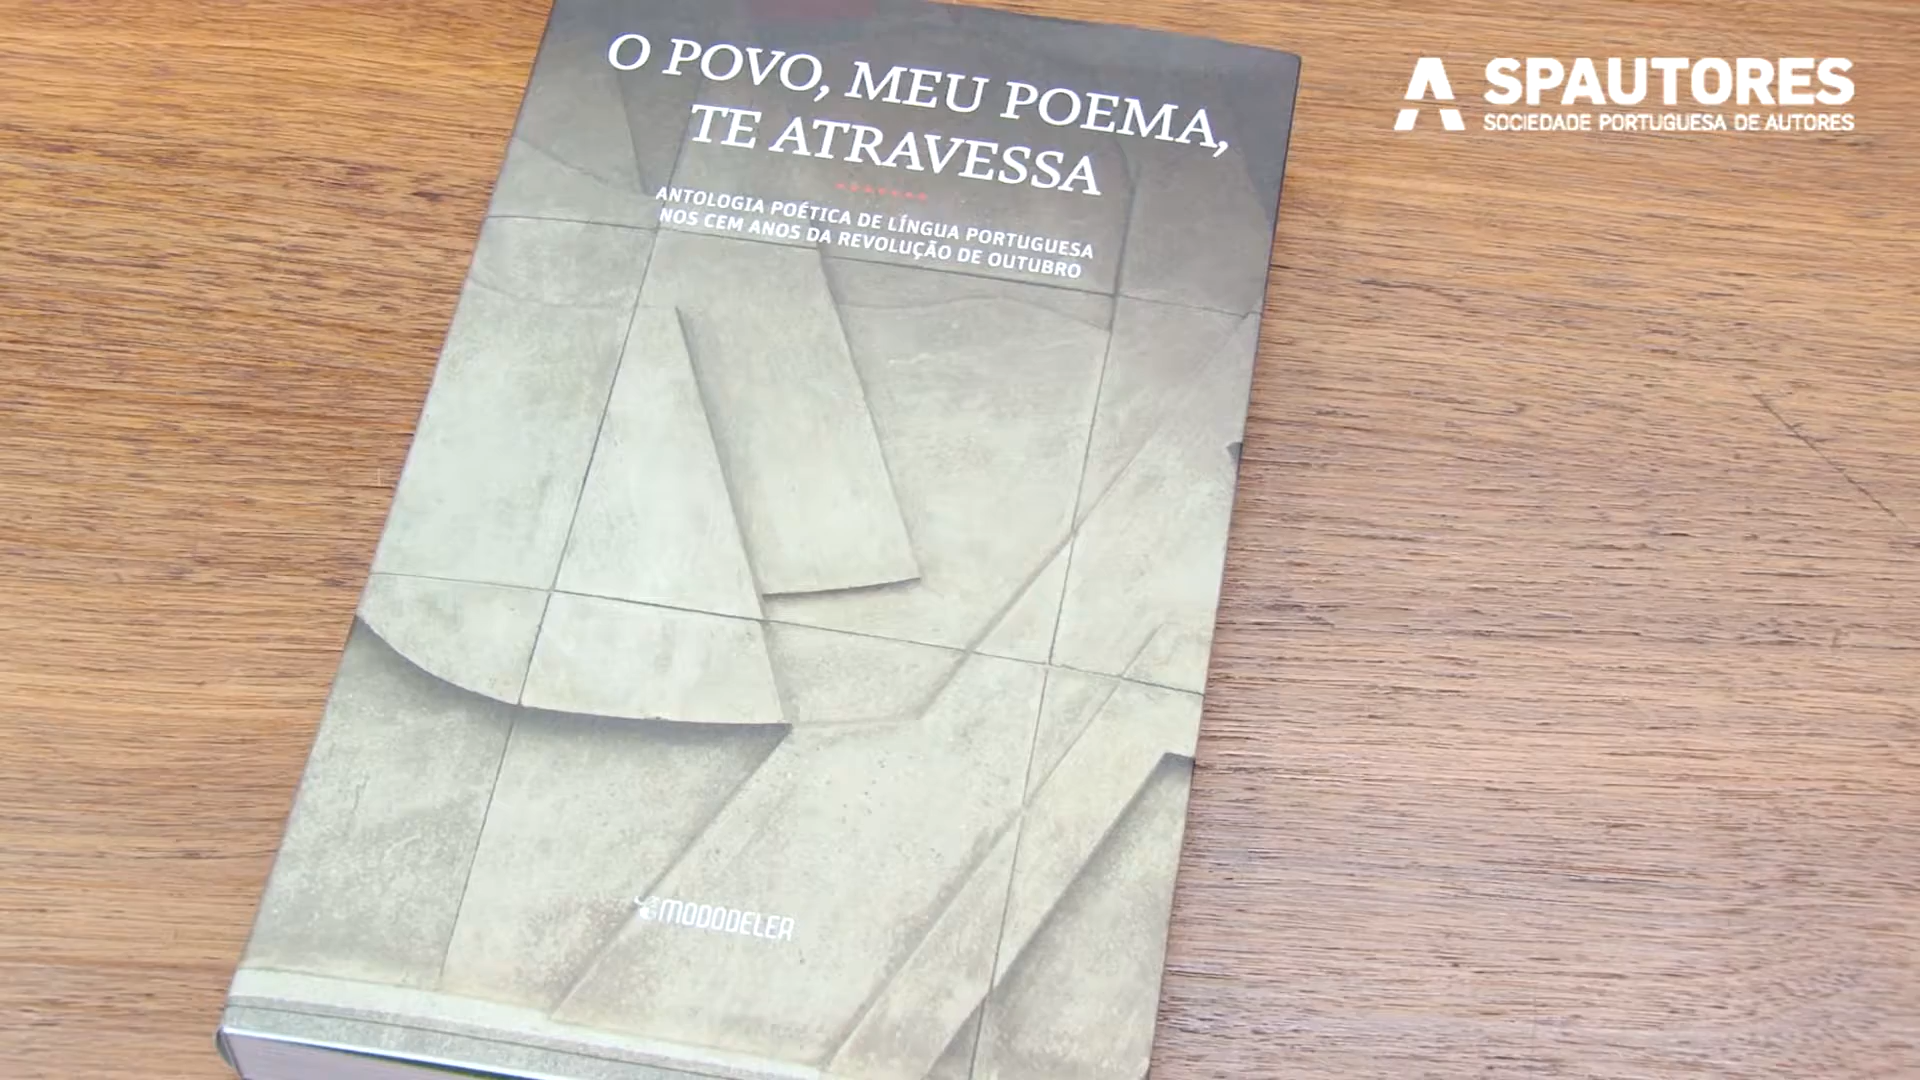 O POVO, MEU POEMA,
TE ATRAVESSA
ANTOLOGIA POÉTICA DE LÍNGUA PORTUGUESA
NOS CEM ANOS DA REVOLUÇÃO DE OUTUBRO
MODODELER
SPAUTORES
SOCIEDADE PORTUGUESA DE AUTORES